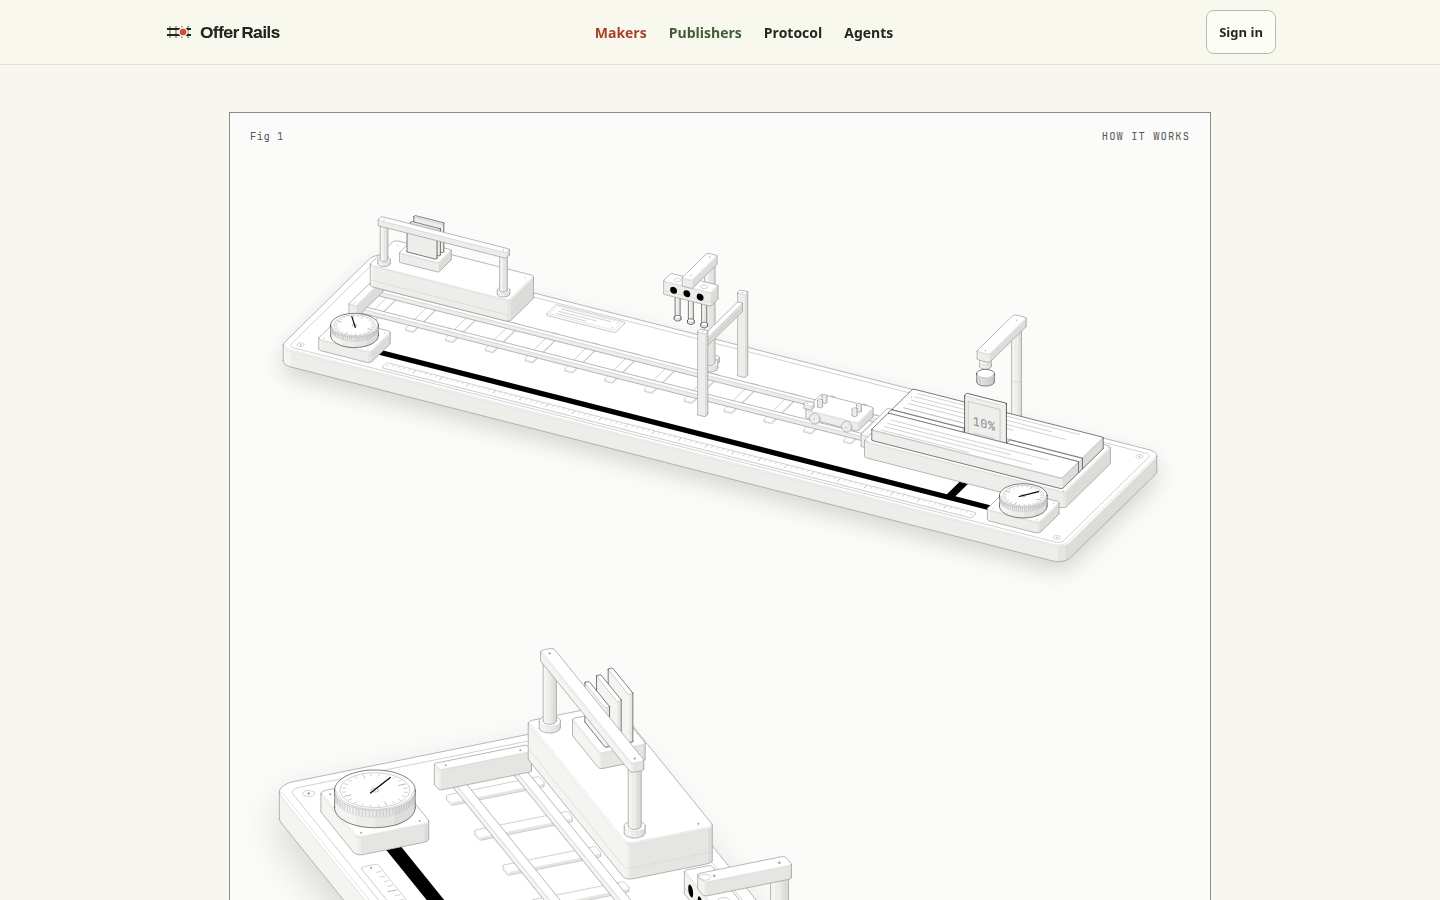 Offer Rails
Makers
Publishers
Protocol
Agents
Sign in
Fig 1
HOW IT WORKS
10%